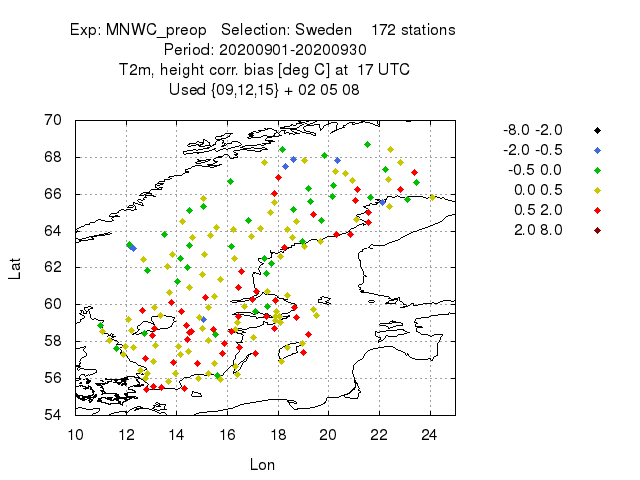 Exp: MNWC_preop Selection: Sweden 172 stations
Period: 20200901-20200930
T2m, height corr. bias [deg C] at 17 UTC
Used {09,12,15} + 02 05 08
70
68
66
64
62
60
58
56
54
10 12 14 16 18 20 22 24
Lat
Lon
-8.0 -2.0
-2.0 -0.5
-0.5 0.0
0.0 0.5
0.5 2.0
2.0 8.0